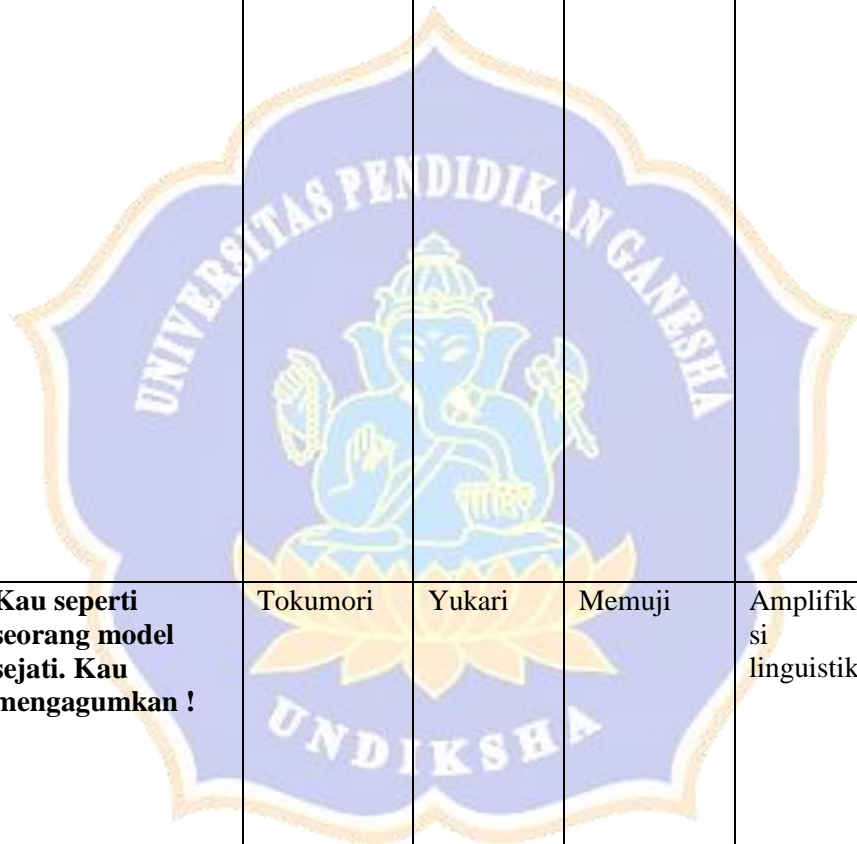 UNIVERSITAS PENDIDIKAN GANESHA
Kau seperti
seorang model
sejati. Kau
mengagumkan !
Tokumori
Yukari
Memuji
Amplifik
si
linguistik
UNDIKSHA